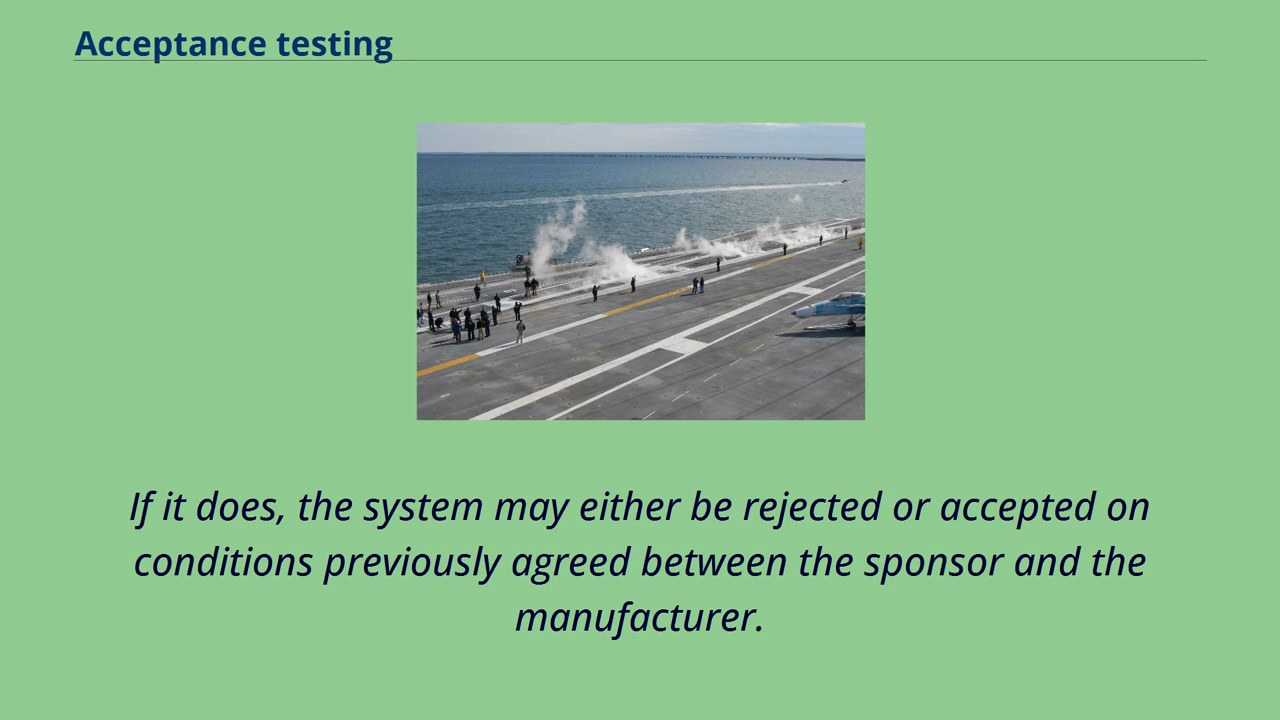 Acceptance testing
If it does, the system may either be rejected or accepted on
conditions previously agreed between the sponsor and the
manufacturer.